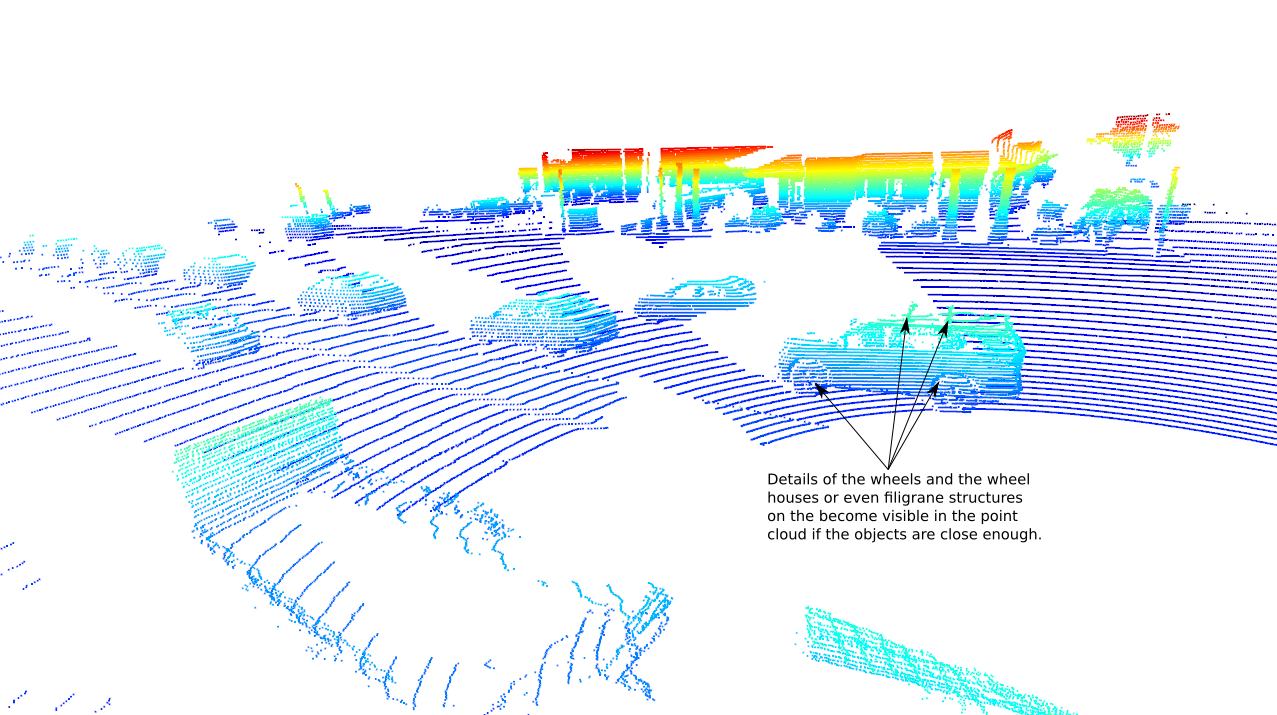 Details of the wheels and the wheel
houses or even filigrane structures
on the become visible in the point
cloud if the objects are close enough.